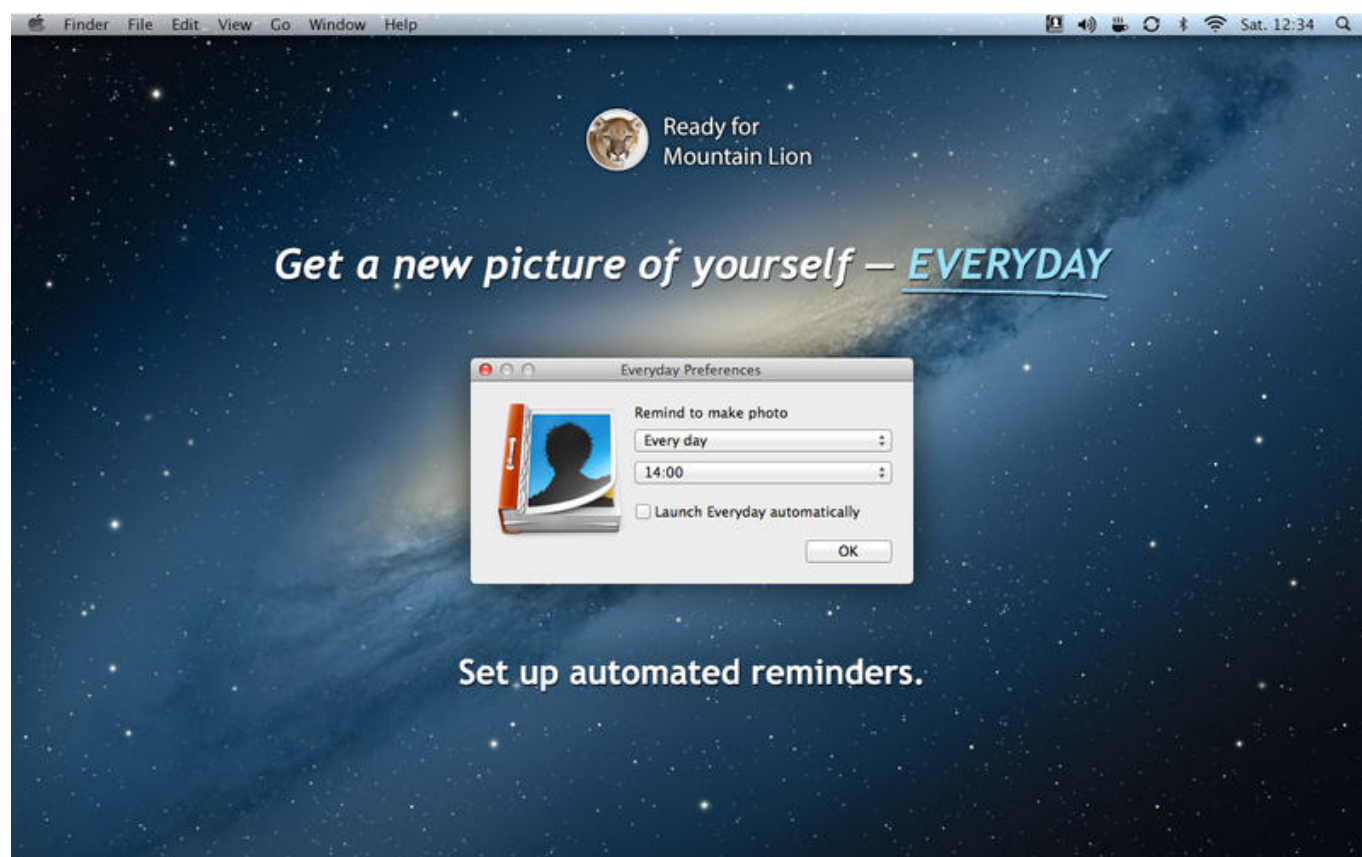 Finder File Edit View Go Window Help Sat. 12:34
Ready for
Mountain Lion
Get a new picture of yourself — EVERYDAY
Everyday Preferences
Remind to make photo
Every day
14:00
Launch Everyday automatically
OK
Set up automated reminders.